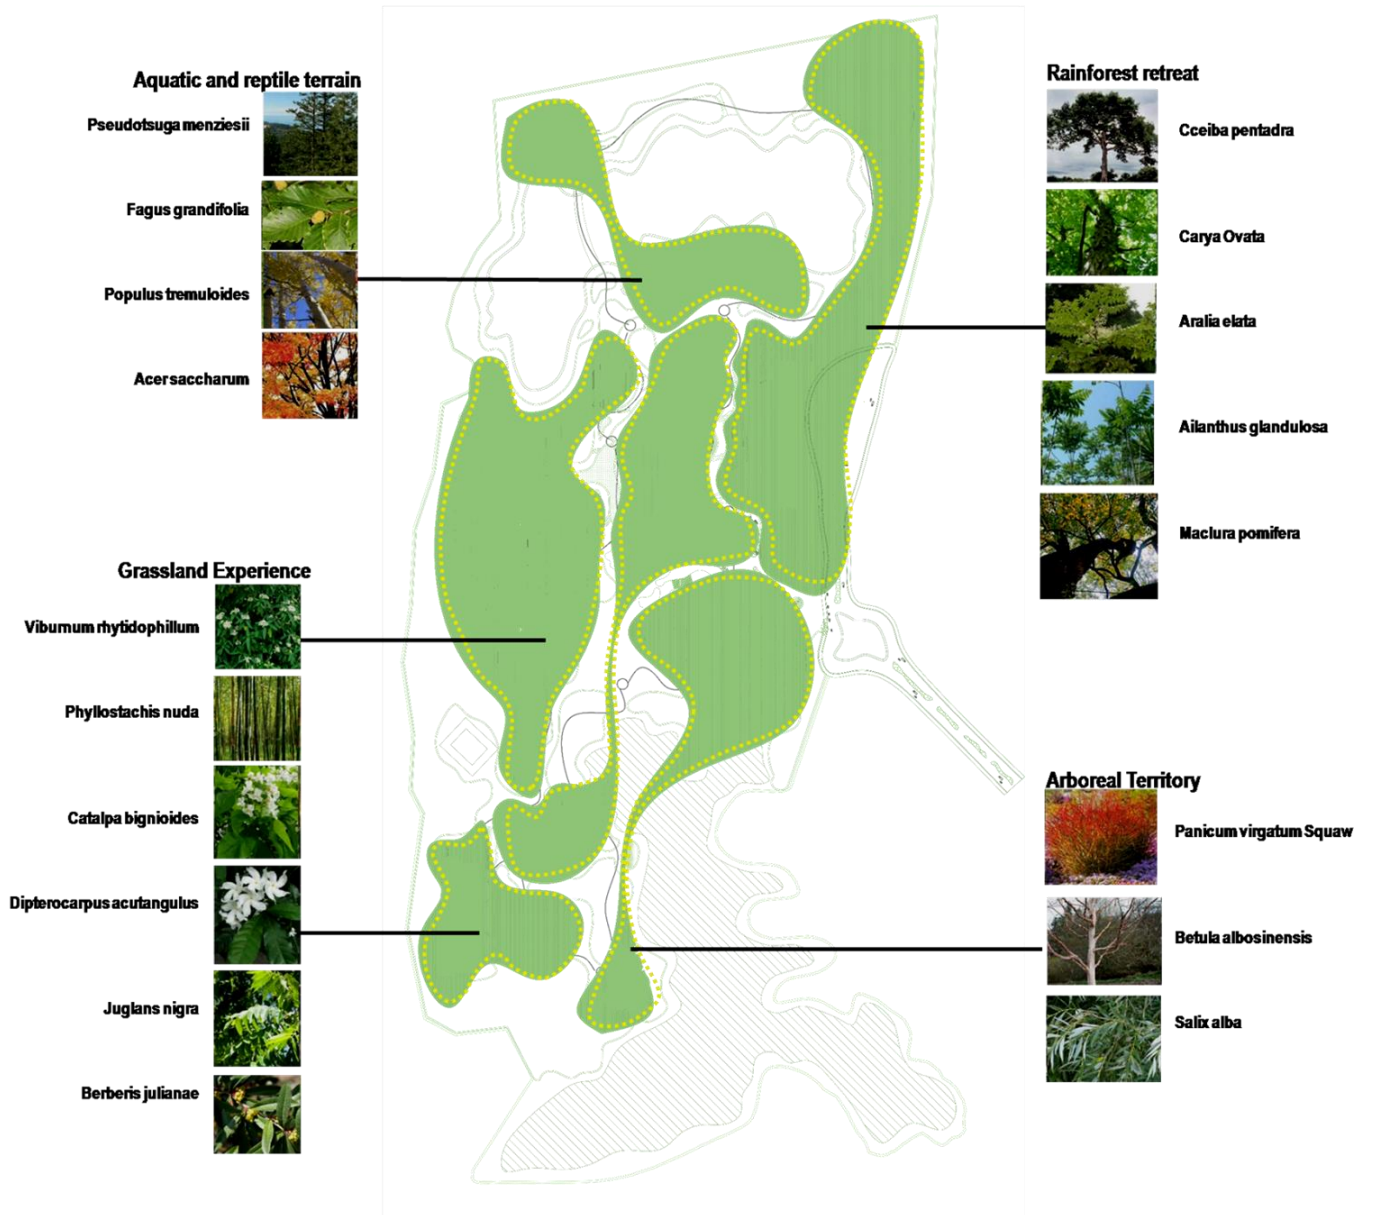 Aquatic and reptile terrain
Pseudotsuga menziesii
Fagus grandifolia
Populus tremuloides
Acer saccharum
Grassland Experience
Viburnum rhytidophillum
Phyllostachis nuda
Catalpa bignioides
Dipterocarpus acutangulus
Juglans nigra
Berberis julianae
Rainforest retreat
Cceiba pentadra
Carya Ovata
Aralia elata
Ailanthus glandulosa
Maclura pomifera
Arboreal Territory
Panicum virgatum Squaw
Betula albosinensis
Salix alba